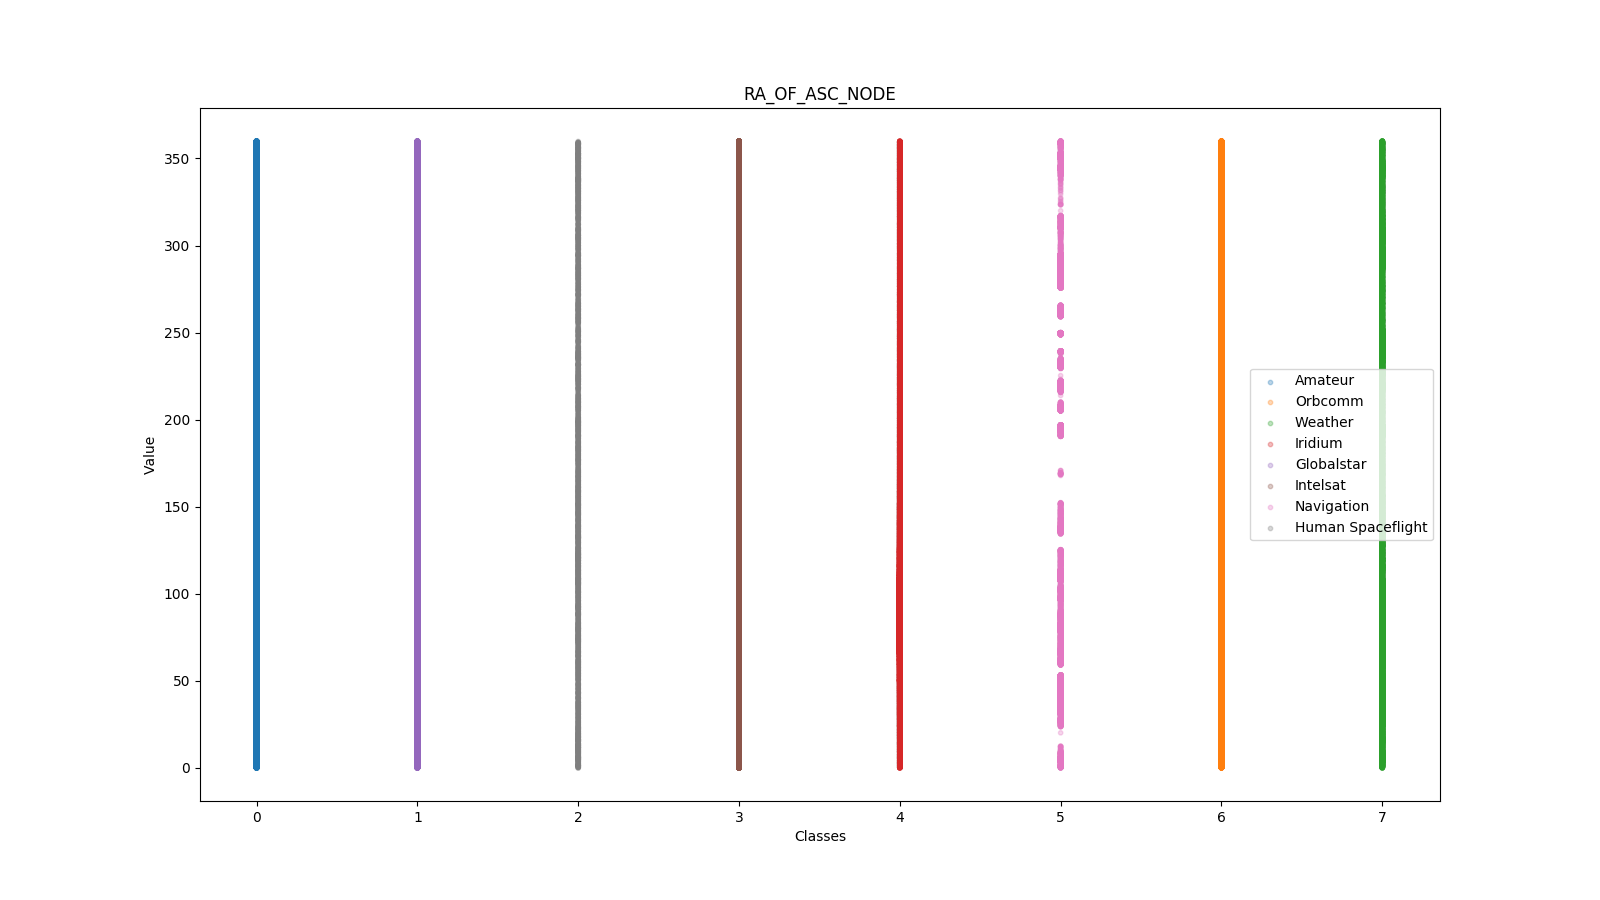 RA_OF_ASC_NODE
350
300
250
200
150
100
50
0
Value
0 1 2 3 4 5 6 7
Classes
Amateur
Orbcomm
Weather
Iridium
Globalstar
Intelsat
Navigation
Human Spaceflight